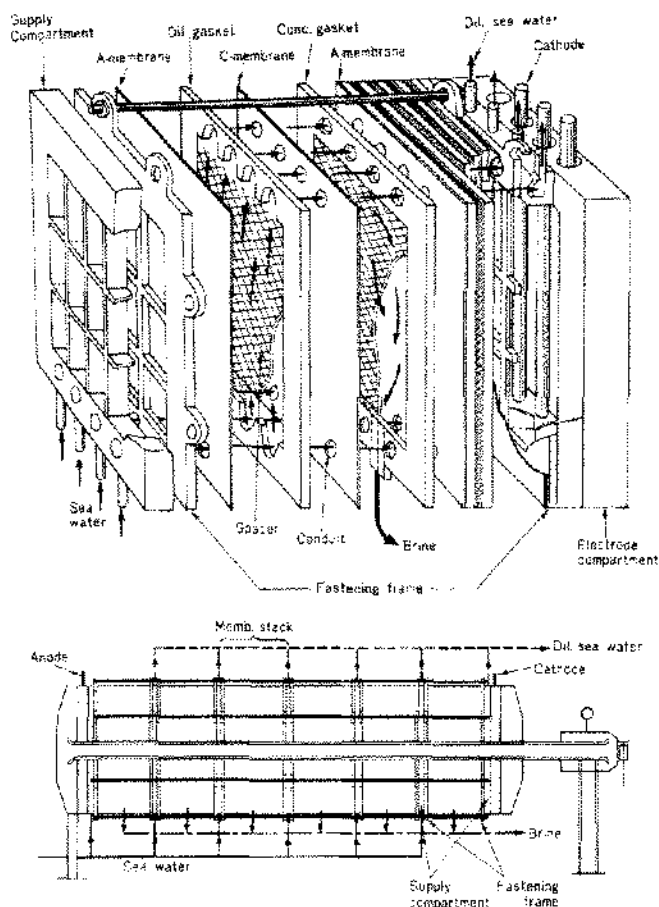 Supply
Compartment
A-membrane
Dil. gasket
C-membrane
Conc. gasket
A-membrane
Dil. sea water
Cathode
Sea
water
Conduit
Brine
Electrode
compartment
Fastening frame
Memb. stack
Anode
Dil. sea water
Cathode
Brine
Sea water
Supply
compartment
Fastening
frame